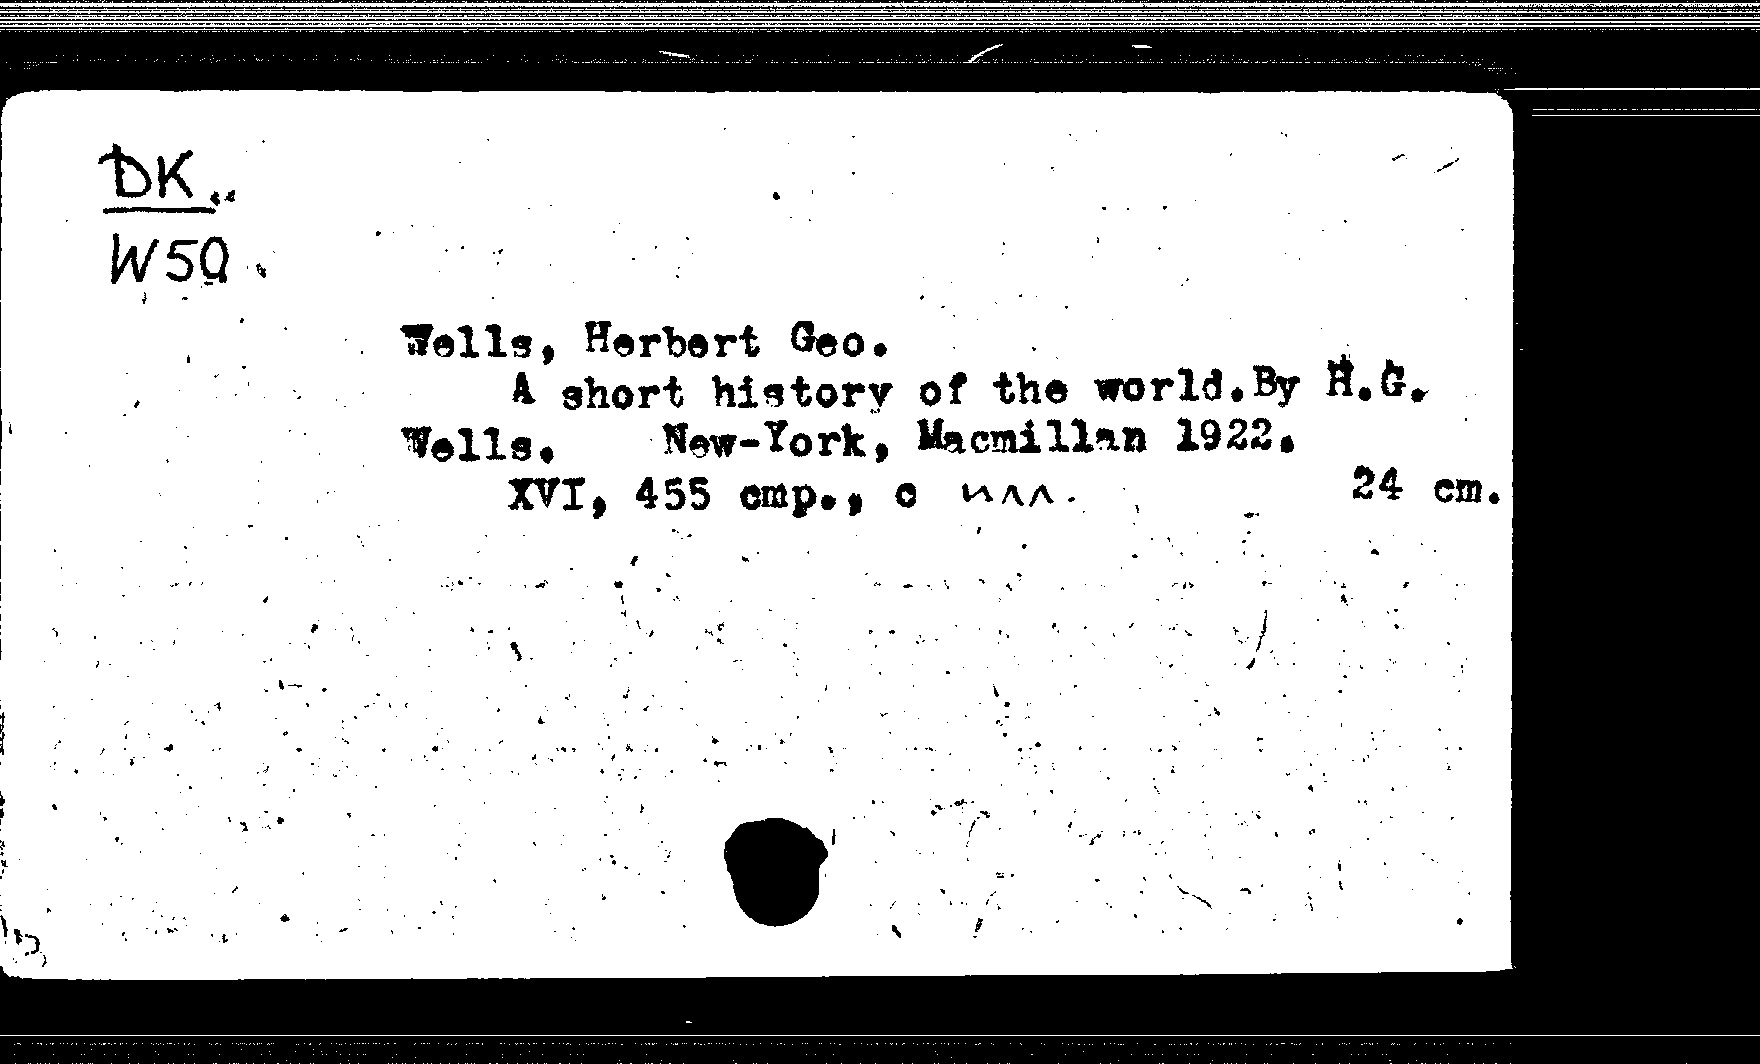 DK
W50
Wells, Herbert Geo.
A short history of the world.By H.G.
Wells. New-York, Macmillan 1922.
XVI, 455 стр., с илл. 24 cm.